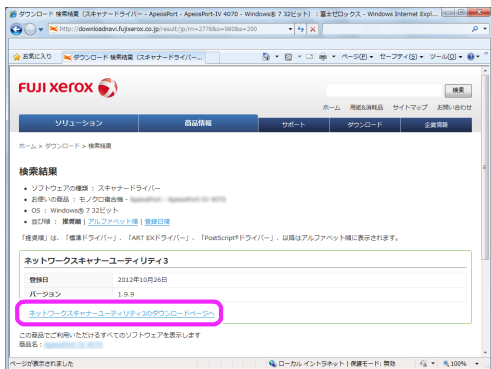 ダウンロード 検索結果 (スキャナードライバー - ApeosPort - ApeosPort-IV 4070 - Windows® 7 32ビット) : 富士ゼロックス - Windows Internet Expl...
http://downloadnavi.fujixerox.co.jp/result/jp/m=2776&o=980&s=200
お気に入り ダウンロード 検索結果 (スキャナードライバー... ページ(P) セーフティ(S) ツール(O)
FUJI XEROX
検索
ホーム 用紙&消耗品 サイトマップ お問い合わせ
ソリューション 商品情報 サポート ダウンロード 企業情報
ホーム > ダウンロード > 検索結果
検索結果
• ソフトウェアの種類 : スキャナードライバー
• お使いの商品 : モノクロ複合機 -
• OS : Windows® 7 32ビット
• 並び順 : 推奨順 | アルファベット順 | 登録日順
「推奨順」は、「標準ドライバー」、「ART EXドライバー」、「PostScript®ドライバー」、以降はアルファベット順に表示されます。
ネットワークスキャナーユーティリティ3
登録日 2012年10月26日
バージョン 1.9.9
ネットワークスキャナーユーティリティ3のダウンロードページへ
この商品でご利用いただけるすべてのソフトウェアを表示します
商品名 :
ページが表示されました ローカル イントラネット | 保護モード: 無効 100%